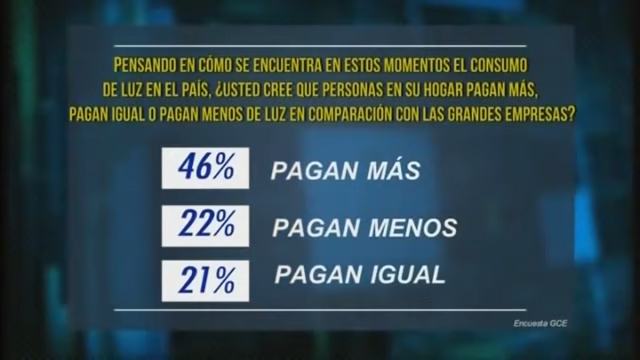 PENSANDO EN CÓMO SE ENCUENTRA EN ESTOS MOMENTOS EL CONSUMO
DE LUZ EN EL PAÍS, ¿USTED CREE QUE PERSONAS EN SU HOGAR PAGAN MÁS,
PAGAN IGUAL O PAGAN MENOS DE LUZ EN COMPARACIÓN CON LAS GRANDES EMPRESAS?
46% PAGAN MÁS
22% PAGAN MENOS
21% PAGAN IGUAL
Encuesta GCE